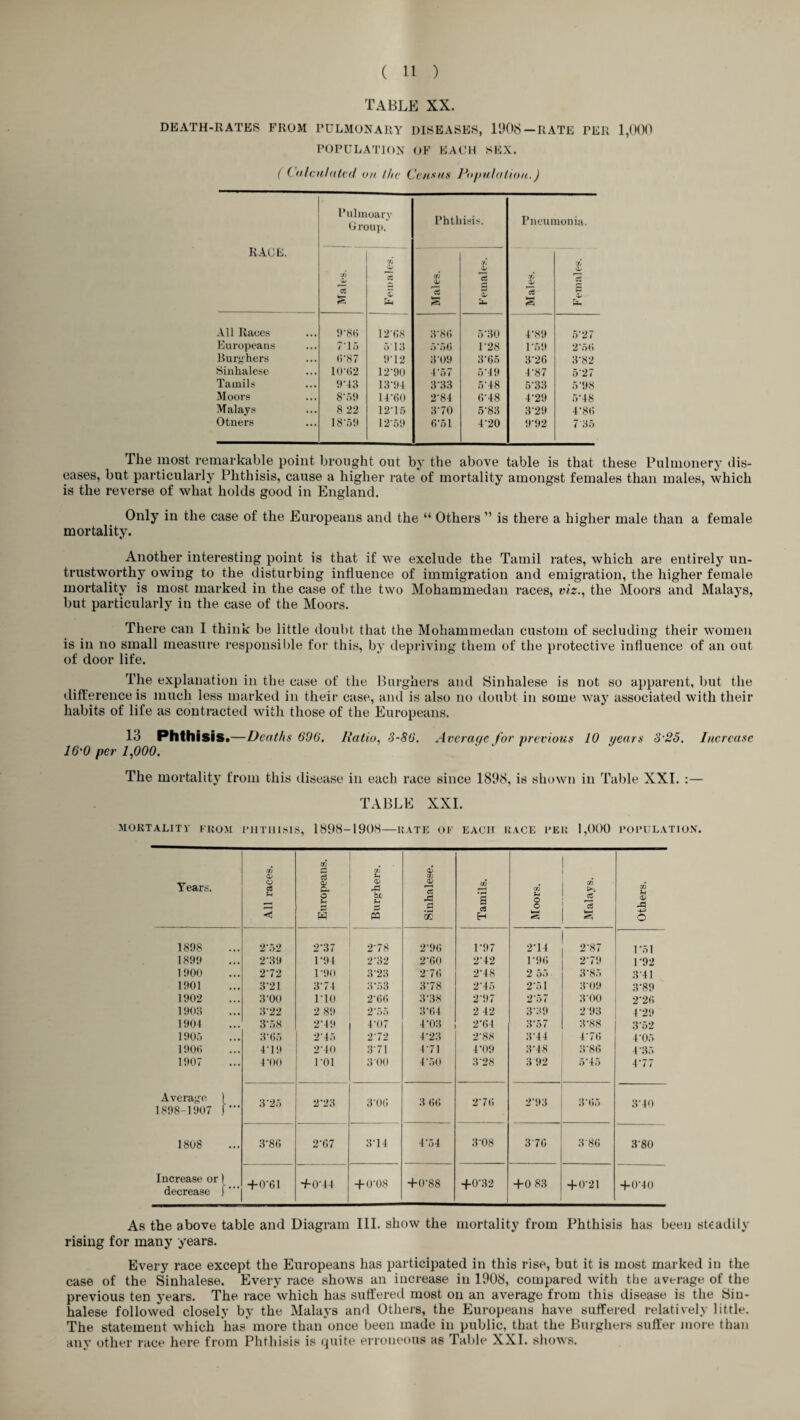 ( 11 )
TABLE XX.
DEATH-RATES FROM PULMONARY DISEASES, 1908—RATE PER 1,000
POPULATION OF EACH SEX.
( Calculated on the Census Population.)
RACE. Pulmoary Group. Phthisis. Pneumonia.
Males. Females. Males. Females. Males. Females.
All Races ... 9·86 12·68 3·86 5·30 4·89 5·27
Europeans ... 7·15 5 13 5·56 1·28 1·59 2·56
Burghers ... 6·87 9·12 3·09 3·65 3·26 3·82
Sinhalese ... 10·62 12·90 4·57 5·49 4·87 5·27
Tamils ... 9·43 13·94 3·33 5·48 5·33 5·98
Moors ... 8·59 14·60 2·84 6·48 4·29 5·48
Malays ... 8 22 12·15 3·70 5·83 3·29 4·86
Otners ... 18·59 12·59 6·51 4·20 9·92 7·35
The most remarkable point brought out by the above table is that these Pulmonery dis-
eases, but particularly Phthisis, cause a higher rate of mortality amongst females than males, which
is the reverse of what holds good in England.
Only in the case of the Europeans and the “ Others ” is there a higher male than a female
mortality.
Another interesting point is that if we exclude the Tamil rates, which are entirely un-
trustworthy owing to the disturbing influence of immigration and emigration, the higher female
mortality is most marked in the case of the two Mohammedan races, viz., the Moors and Malays,
but particularly in the case of the Moors.
There can I think be little doubt that the Mohammedan custom of secluding their women
is in no small measure responsible for this, by depriving them of the protective influence of an out
of door life.
The explanation in the case of the Burghers and Sinhalese is not so apparent, but the
difference is much less marked in their case, and is also no doubt in some way associated with their
habits of life as contracted with those of the Europeans.
13 Phthisis.—Deaths 696. Ratio, 3-86. Average for previous 10 years 3·25. Increase
16·0 per 1,000.
The mortality from this disease in each race since 1898, is shown in Table XXI. :—
TABLE XXI.
MORTALITY FROM PHTHISIS, 1898-1908—RATE OF EACH RACE PER 1,000 POPULATION.
Years. All races. Europeans. Burghers. Sinhalese. Tamils. Moors. Malays. Others.
1898 ... 2·52 2·37 2·78 2·96 1·97 2·14 2·87 1·51
1899 ... 2·39 1·94 2·32 2·60 2·42 1·96 2·79 1·92
1900 ... 2·72 1·90 3·23 2·76 2·48 2 55 3·85 3·41
1901 ... 3·21 3·74 3·53 3·78 2·45 2·51 3·09 3·89
1902 ... 3·00 1·10 2·66 3·38 2·97 2·57 3·00 2·26
1903 ... 3·22 2 89 2·55 3·64 2 42 3·39 2·93 4·29
1904 ... 3·58 2·49 4·07 4·03 2·64 3·57 3·88 3·52
1905 ... 3·65 2·45 2·72 4·23 2·88 3·44 4·76 4·05
1906 ... 4·19 2·40 3·71 4·71 4·09 3·48 3·86 4·35
1907 ... 4·00 1·01 3·00 4·50 3·28 3 92 5·45 4·77
Average 1898-1907 } ... 3·25 2·23 3·06 3 66 2·76 2·93 3·65 3·40
1808 ... 3·86 2·67 3·14 4·54 3·08 3 76 3 86 3·80
Increase or decrease } ... +0·61 +0·44 +0·08 +0·88 +0·32 +0 83 +0·21 +0·40
As the above table and Diagram III. show the mortality from Phthisis has been steadily
rising for many years.
Every race except the Europeans has participated in this rise, but it is most marked in the
case of the Sinhalese. Every race shows an increase in 1908, compared with the average of the
previous ten years. The race which has suffered most on an average from this disease is the Sin-
halese followed closely by the Malays and Others, the Europeans have suffered relatively little.
The statement which has more than once been made in public, that the Burghers suffer more than
any other race here from Phthisis is quite erroneous as Table XXI. shows.